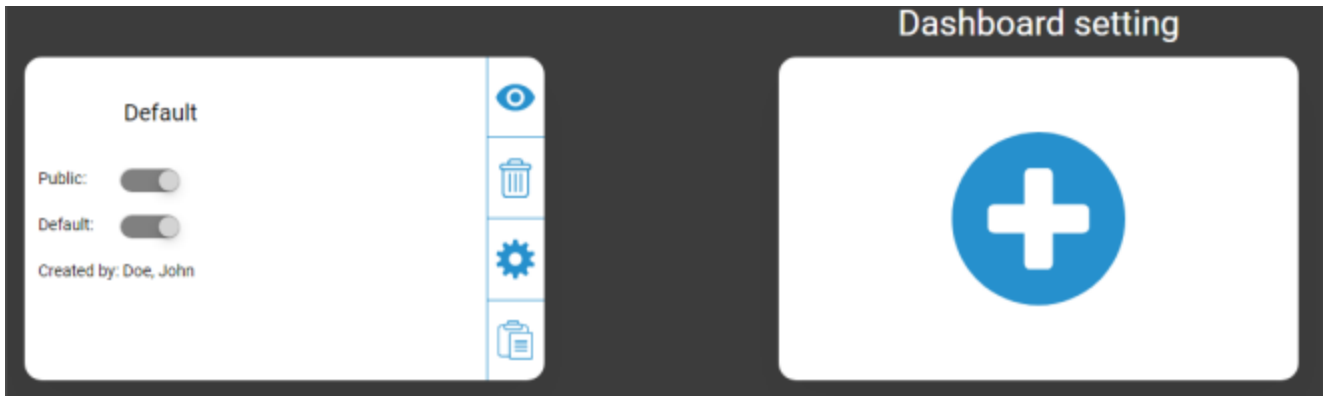 Dashboard setting
Default
Public:
Default:
Created by: Doe, John